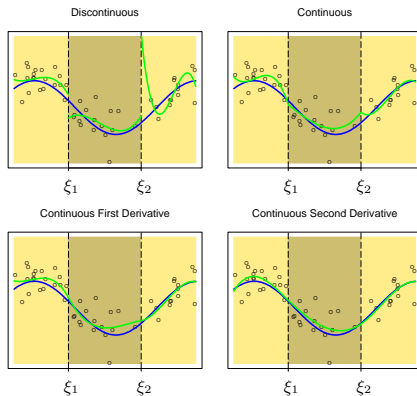 Discontinuous
Continuous
ξ1 ξ2
ξ1 ξ2
Continuous First Derivative
Continuous Second Derivative
ξ1 ξ2
ξ1 ξ2